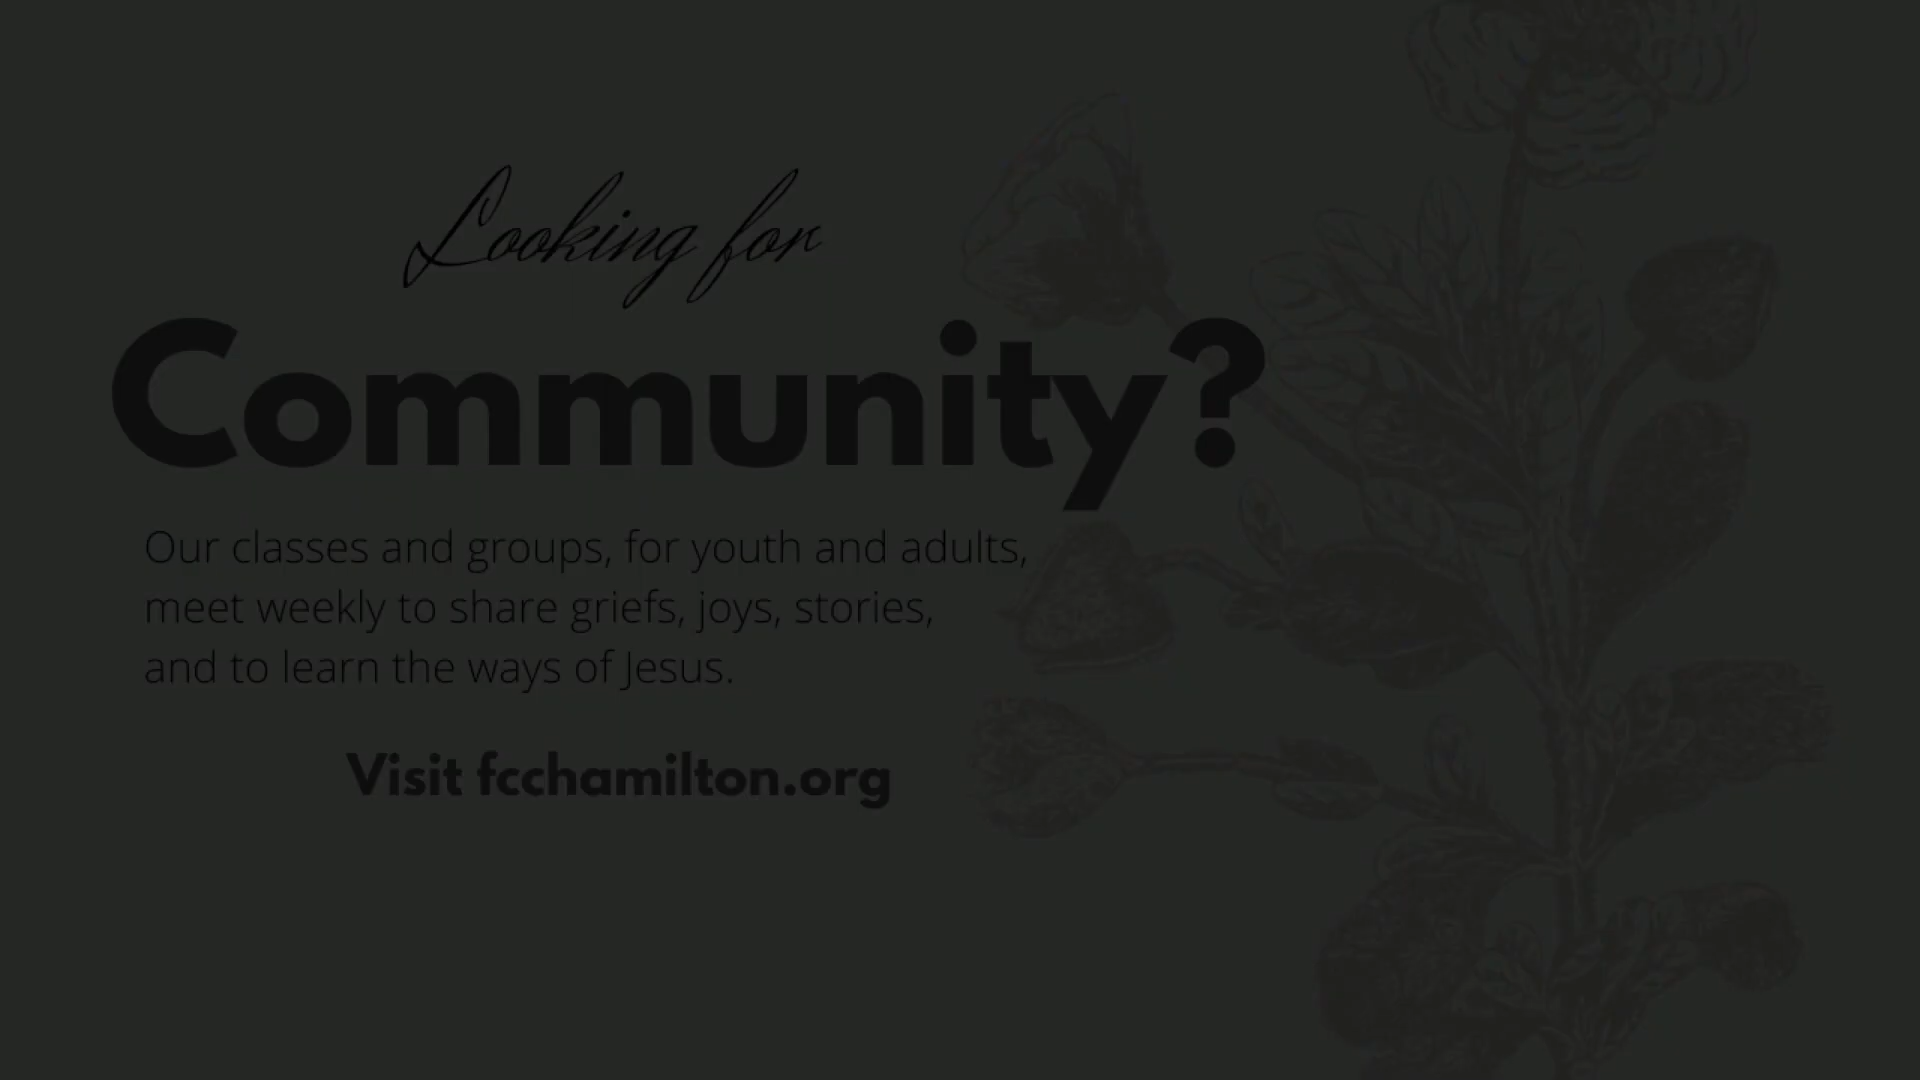 Looking for
Community?
Our classes and groups, for youth and adults,
meet weekly to share griefs, joys, stories,
and to learn the ways of Jesus.
Visit fcchamilton.org